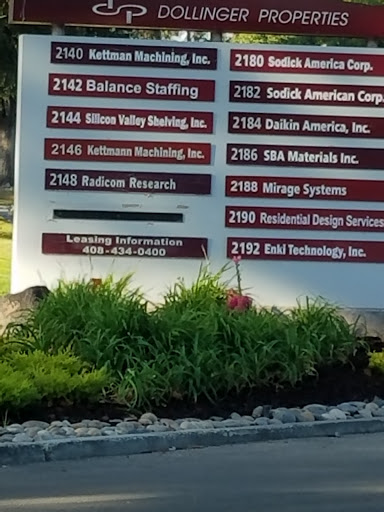 dp DOLLINGER PROPERTIES
2140 Kettman Machining, Inc.
2142 Balance Staffing
2144 Silicon Valley Shelving, Inc.
2146 Kettmann Machining, Inc.
2148 Radicom Research
Leasing Information
408-434-0400
2180 Sodick America Corp.
2182 Sodick American Corp.
2184 Daikin America, Inc.
2186 SBA Materials Inc.
2188 Mirage Systems
2190 Residential Design Services
2192 Enki Technology, Inc.